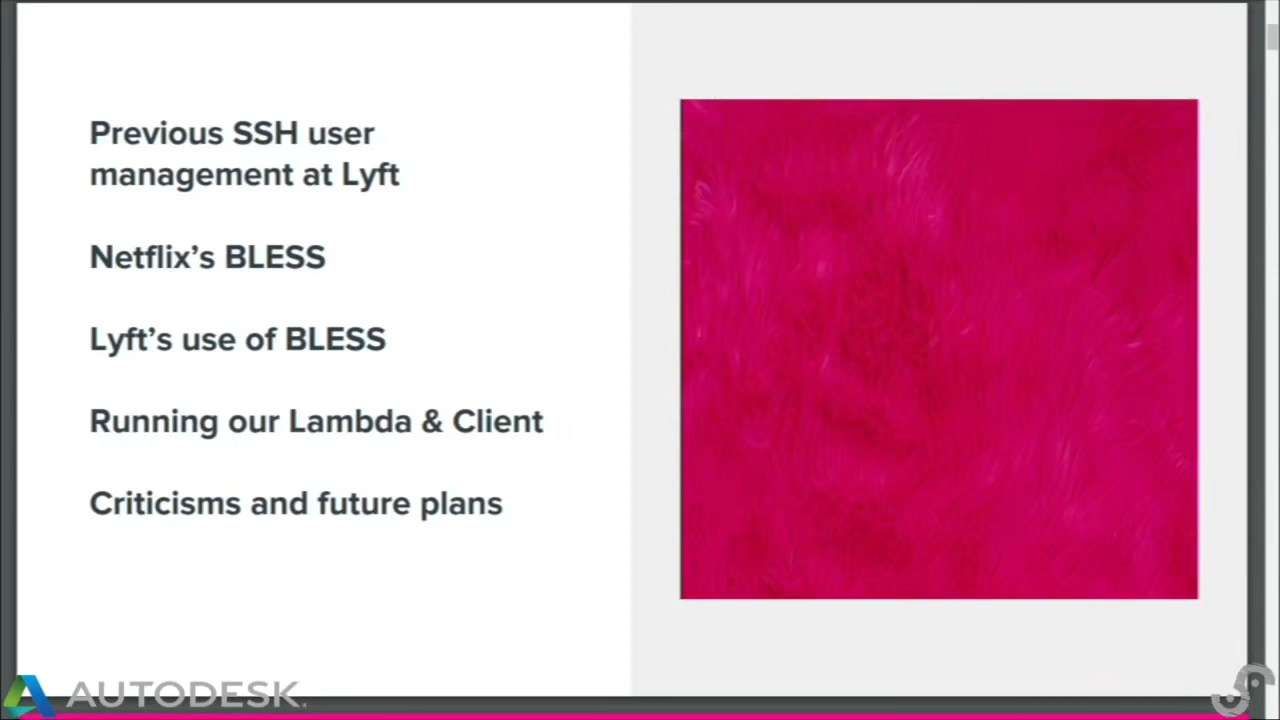 Previous SSH user
management at Lyft
Netflix’s BLESS
Lyft’s use of BLESS
Running our Lambda & Client
Criticisms and future plans
AUTODESK.